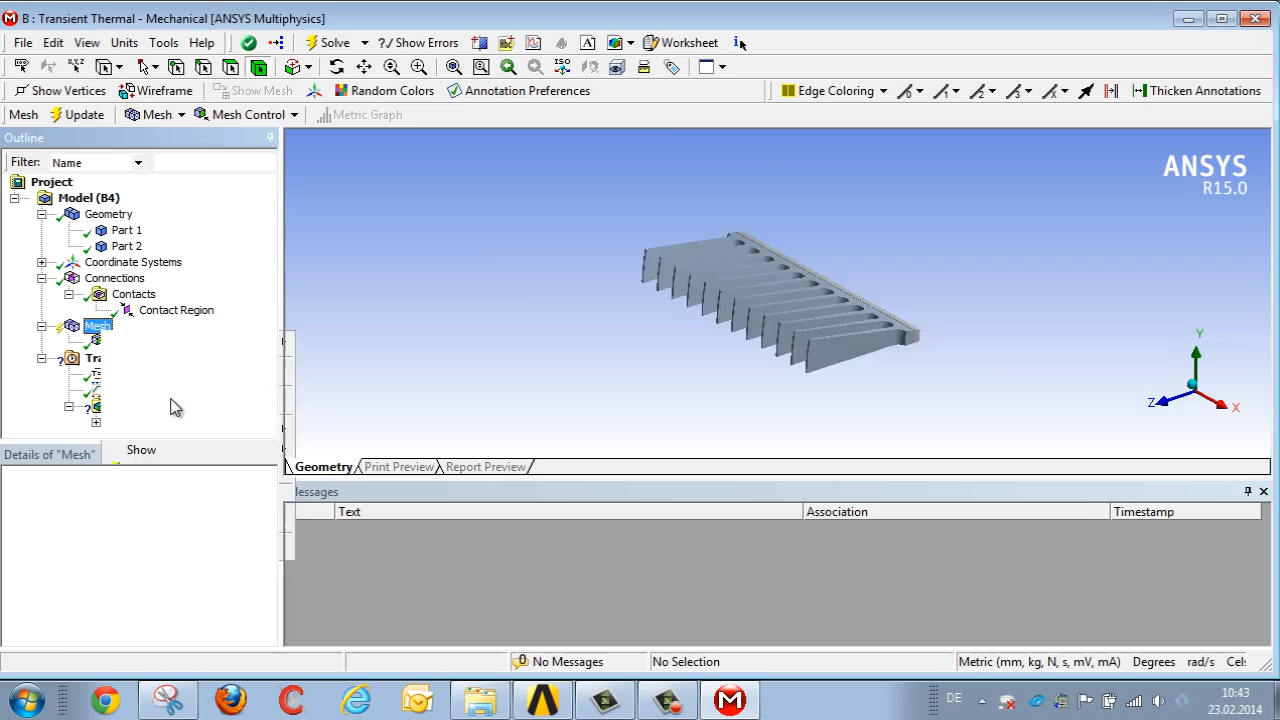 B : Transient Thermal - Mechanical [ANSYS Multiphysics]
File Edit View Units Tools Help Solve Show Errors Worksheet
Show Vertices Wireframe Show Mesh Random Colors Annotation Preferences Edge Coloring Thicken Annotations
Mesh Update Mesh Mesh Control Metric Graph
Outline
Filter: Name
Project
Model (B4)
Geometry
Part 1
Part 2
Coordinate Systems
Connections
Contacts
Contact Region
Mesh
Tra
Show
Details of "Mesh"
ANSYS
R15.0
Y
Z
X
Geometry Print Preview Report Preview
essages
Text Association Timestamp
0 No Messages No Selection Metric (mm, kg, N, s, mV, mA) Degrees rad/s Cel:
DE
10:43
23.02.2014